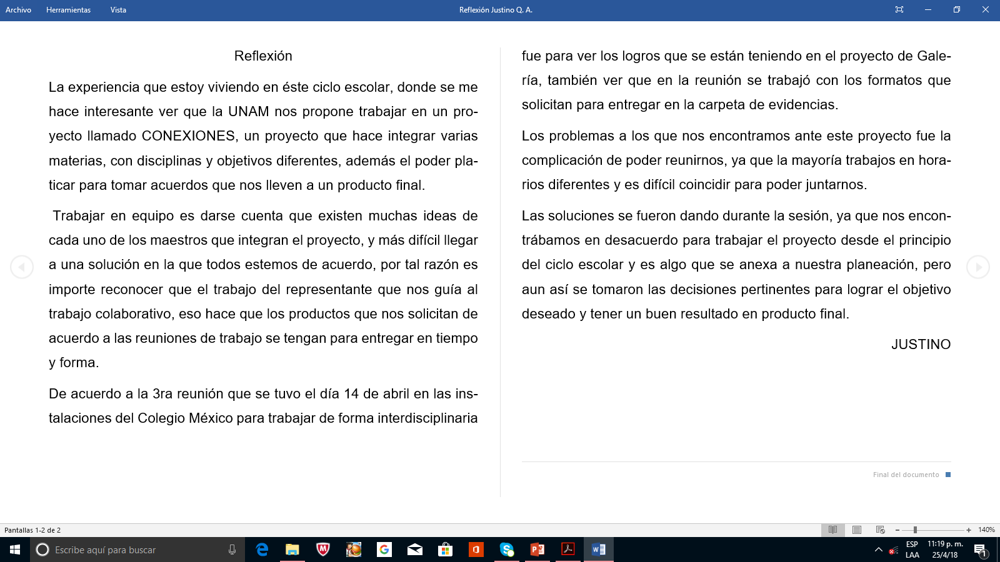 Archivo Herramientas Vista Reflexión Justino Q. A.
Reflexión
La experiencia que estoy viviendo en éste ciclo escolar, donde se me
hace interesante ver que la UNAM nos propone trabajar en un pro-
yecto llamado CONEXIONES, un proyecto que hace integrar varias
materias, con disciplinas y objetivos diferentes, además el poder pla-
ticar para tomar acuerdos que nos lleven a un producto final.
Trabajar en equipo es darse cuenta que existen muchas ideas de
cada uno de los maestros que integran el proyecto, y más difícil llegar
a una solución en la que todos estemos de acuerdo, por tal razón es
importe reconocer que el trabajo del representante que nos guía al
trabajo colaborativo, eso hace que los productos que nos solicitan de
acuerdo a las reuniones de trabajo se tengan para entregar en tiempo
y forma.
De acuerdo a la 3ra reunión que se tuvo el día 14 de abril en las ins-
talaciones del Colegio México para trabajar de forma interdisciplinaria
fue para ver los logros que se están teniendo en el proyecto de Gale-
ría, también ver que en la reunión se trabajó con los formatos que
solicitan para entregar en la carpeta de evidencias.
Los problemas a los que nos encontramos ante este proyecto fue la
complicación de poder reunirnos, ya que la mayoría trabajos en hora-
rios diferentes y es difícil coincidir para poder juntarnos.
Las soluciones se fueron dando durante la sesión, ya que nos encon-
trábamos en desacuerdo para trabajar el proyecto desde el principio
del ciclo escolar y es algo que se anexa a nuestra planeación, pero
aun así se tomaron las decisiones pertinentes para lograr el objetivo
deseado y tener un buen resultado en producto final.
JUSTINO
Final del documento
Pantallas 1-2 de 2
140%
Escribe aquí para buscar
ESP
LAA
11:19 p. m.
25/4/18
1